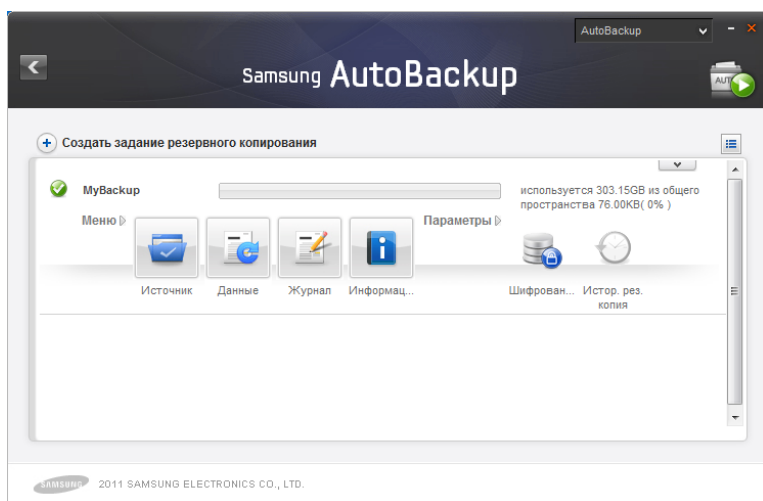 AutoBackup
Samsung AutoBackup
AUTO
Создать задание резервного копирования
MyBackup
используется 303.15GB из общего
пространства 76.00KB( 0% )
Меню
Параметры
Источник
Данные
Журнал
Информац...
Шифрован...
Истор. рез.
копия
SAMSUNG 2011 SAMSUNG ELECTRONICS CO., LTD.